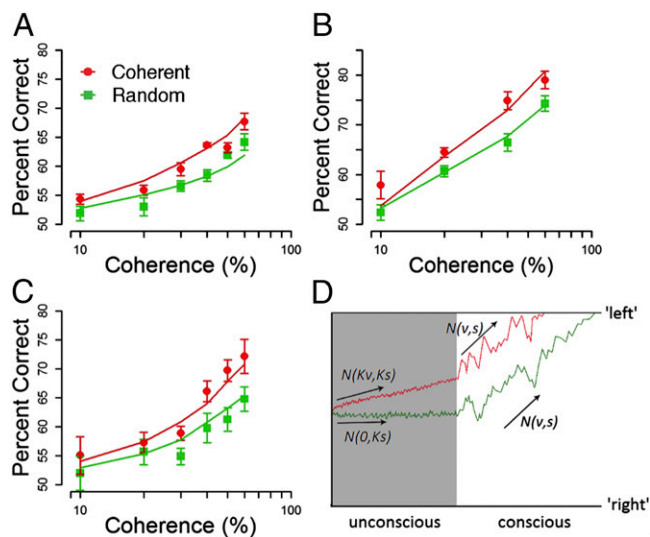 A
Percent Correct
80
75
70
65
60
55
50
Coherent
Random
10
100
Coherence (%)
B
Percent Correct
80
70
60
50
10
100
Coherence (%)
C
Percent Correct
80
75
70
65
60
55
50
10
100
Coherence (%)
D
'left'
N(v,s)
N(Kv,Ks)
N(v,s)
N(0,Ks)
'right'
unconscious conscious